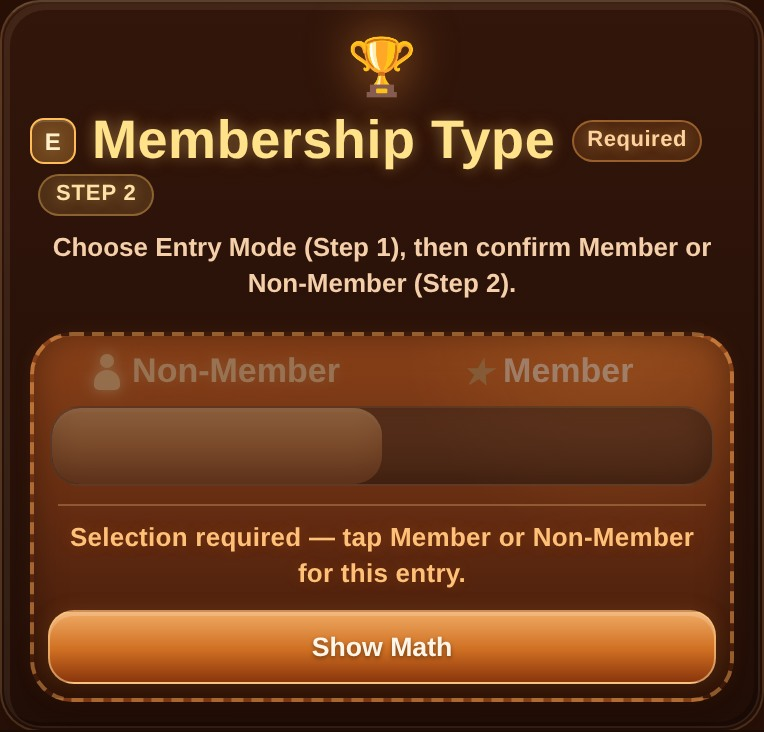 E Membership Type Required
STEP 2
Choose Entry Mode (Step 1), then confirm Member or
Non-Member (Step 2).
Non-Member Member
Selection required — tap Member or Non-Member
for this entry.
Show Math